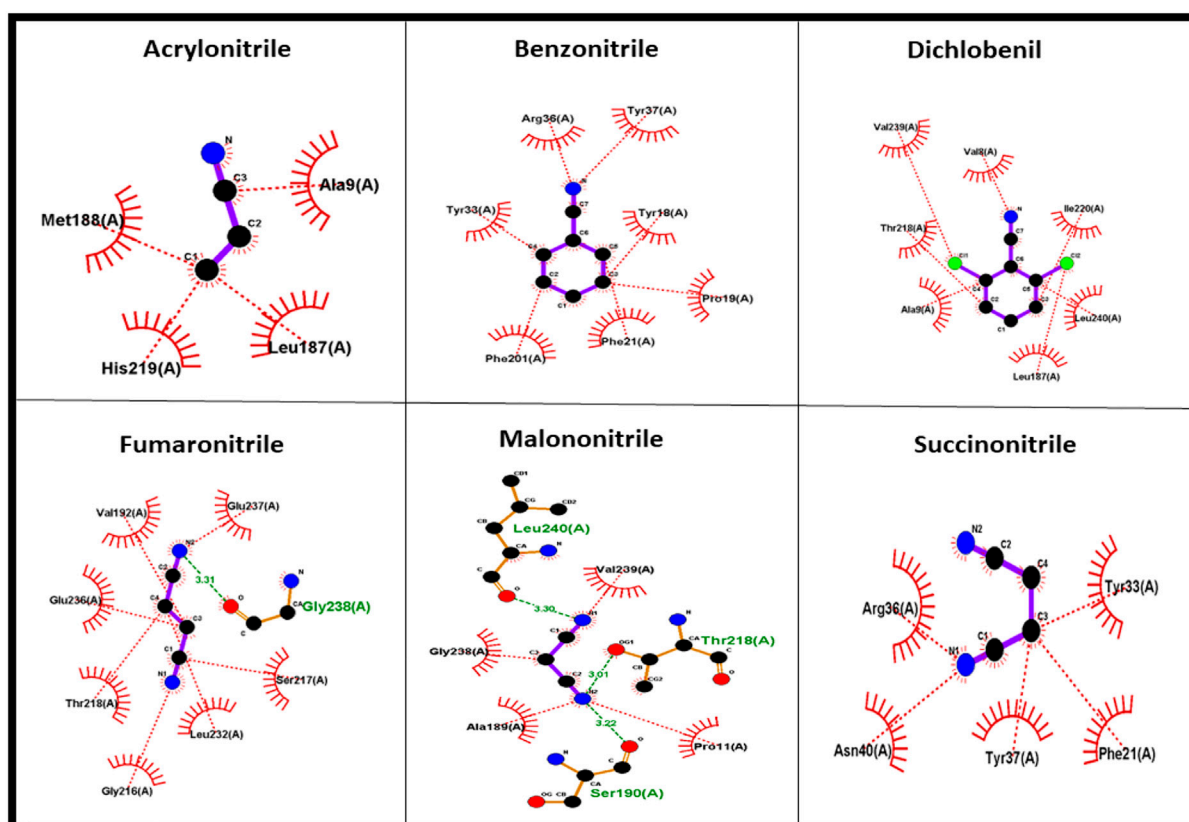 Acrylonitrile
N
C3
Ala9(A)
Met188(A)
C2
C1
His219(A)
Leu187(A)
Benzonitrile
Tyr37(A)
Arg36(A)
N
C7
Tyr33(A)
Tyr18(A)
C6
C4
C5
C2
C3
C1
Pro19(A)
Phe21(A)
Phe201(A)
Dichlobenil
Val239(A)
Val8(A)
N
Ile220(A)
C7
Thr218(A)
Cl1
C6
Cl2
C4
C5
Ala9(A)
C2
C3
Leu240(A)
C1
Leu187(A)
Fumaronitrile
Val192(A)
Glu237(A)
N2
C2
3.31
N
O
Glu236(A)
C4
C3
C
CA
Gly238(A)
C1
N1
Ser217(A)
Thr218(A)
Leu232(A)
Gly216(A)
Malononitrile
CD1
CG
CD2
CB
Leu240(A)
CA
N
C
O
Val239(A)
3.30
N1
C1
OG1
N
Thr218(A)
CA
C
Gly238(A)
C3
CB
3.01
C2
CG2
O
N2
Ala189(A)
3.22
Pro11(A)
O
N
C
CA
Ser190(A)
OG
CB
Succinonitrile
N2
C2
C4
Tyr33(A)
Arg36(A)
C3
C1
N1
Asn40(A)
Tyr37(A)
Phe21(A)